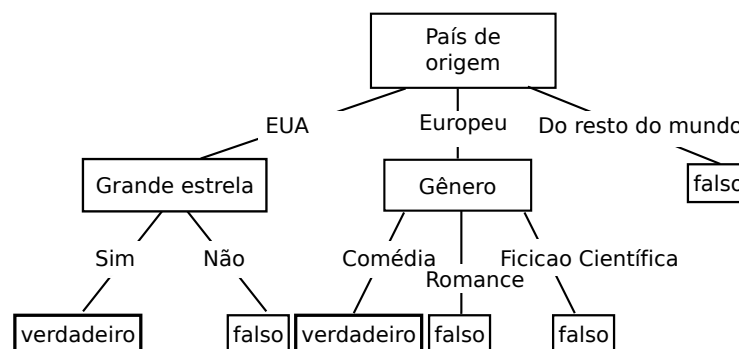 País de
origem
EUA
Europeu
Do resto do mundo
Grande estrela
Gênero
falso
Sim
Não
Comédia
Romance
Ficicao Científica
verdadeiro
falso
verdadeiro
falso
falso